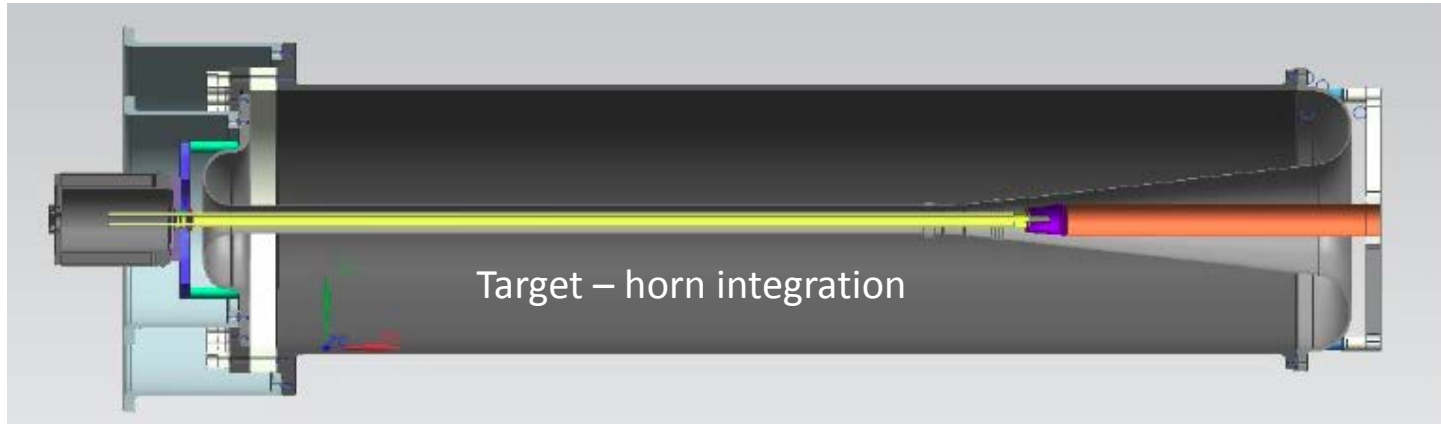 Target – horn integration